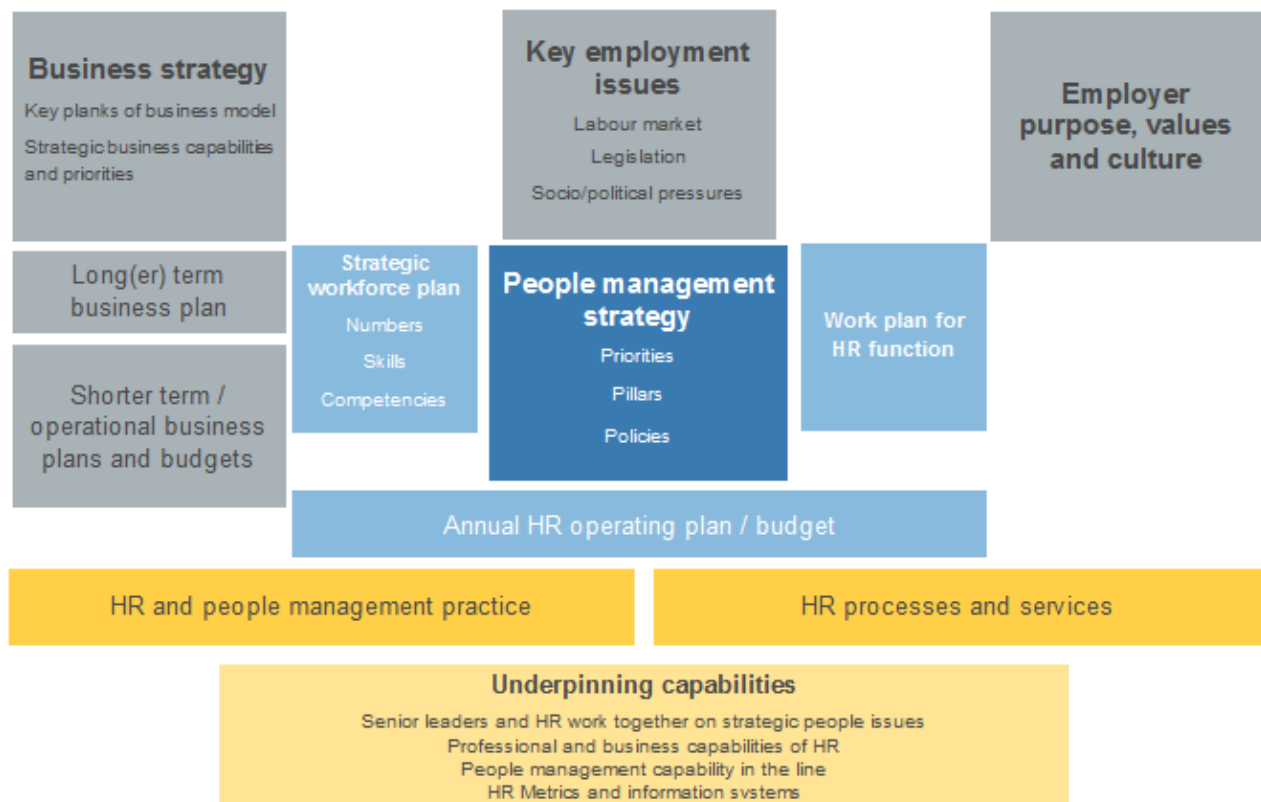 Business strategy
Key planks of business model
Strategic business capabilities
and priorities
Key employment
issues
Labour market
Legislation
Socio/political pressures
Employer
purpose, values
and culture
Long(er) term
business plan
Shorter term /
operational business
plans and budgets
Strategic
workforce plan
Numbers
Skills
Competencies
People management
strategy
Priorities
Pillars
Policies
Work plan for
HR function
Annual HR operating plan / budget
HR and people management practice
HR processes and services
Underpinning capabilities
Senior leaders and HR work together on strategic people issues
Professional and business capabilities of HR
People management capability in the line
HR Metrics and information systems